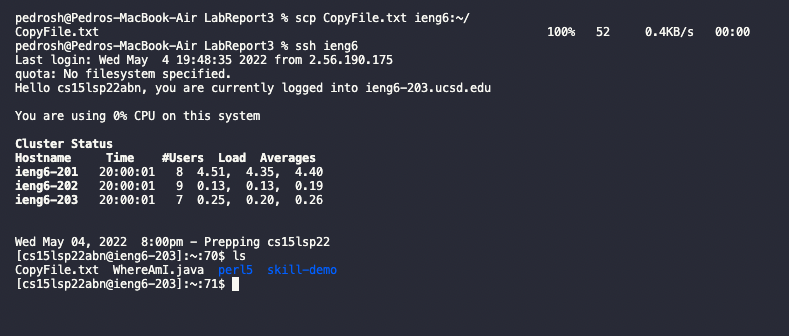 pedrosh@Pedros-MacBook-Air LabReport3 % scp CopyFile.txt ieng6:~/
CopyFile.txt                                                                100%   52     0.4KB/s   00:00
pedrosh@Pedros-MacBook-Air LabReport3 % ssh ieng6
Last login: Wed May  4 19:48:35 2022 from 2.56.190.175
quota: No filesystem specified.
Hello cs15lsp22abn, you are currently logged into ieng6-203.ucsd.edu

You are using 0% CPU on this system

Cluster Status
Hostname     Time    #Users  Load  Averages
ieng6-201   20:00:01   8  4.51,  4.35,  4.40
ieng6-202   20:00:01   9  0.13,  0.13,  0.19
ieng6-203   20:00:01   7  0.25,  0.20,  0.26


Wed May 04, 2022  8:00pm - Prepping cs15lsp22
[cs15lsp22abn@ieng6-203]:~:70$ ls
CopyFile.txt  WhereAmI.java  perl5  skill-demo
[cs15lsp22abn@ieng6-203]:~:71$